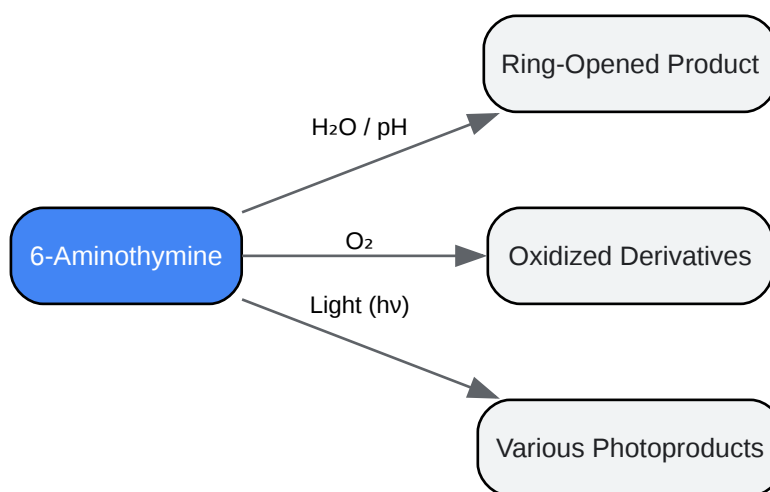 Ring-Opened Product
H₂O / pH
6-Aminothymine
O₂
Oxidized Derivatives
Light (hν)
Various Photoproducts